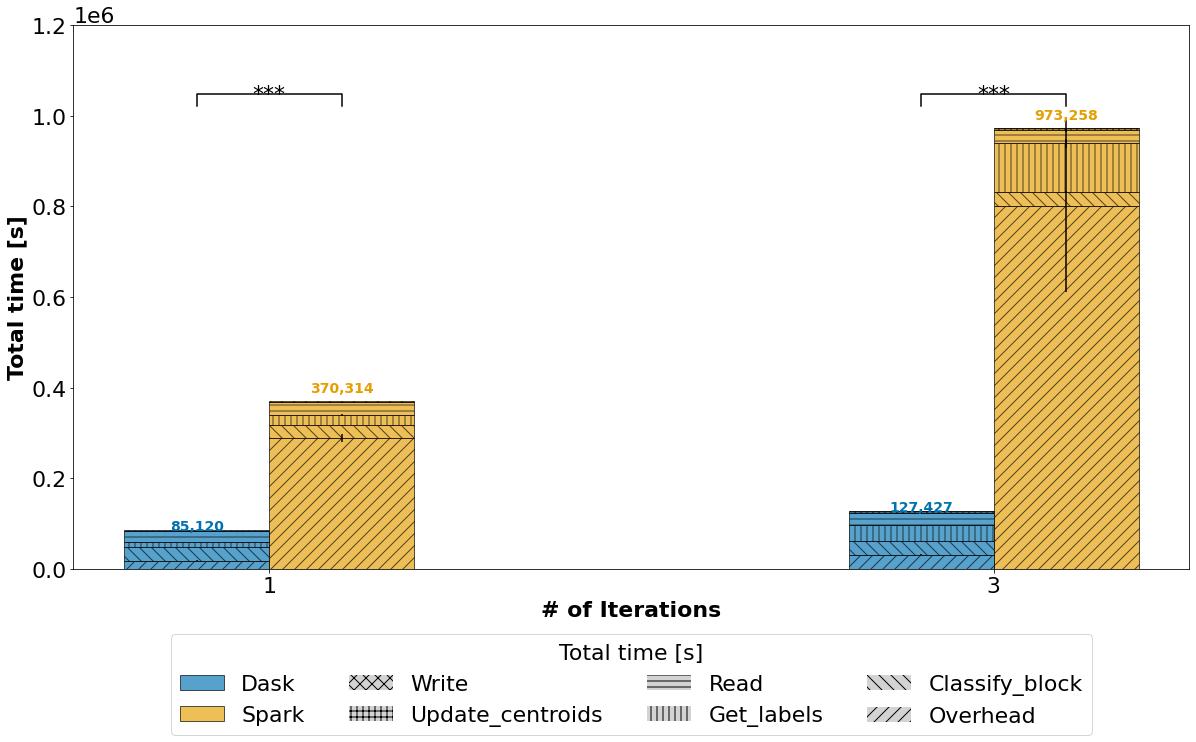 1e6
1.2
1.0
0.8
0.6
0.4
0.2
0.0
Total time [s]
***
***
85,120
370,314
127,427
973,258
1
3
# of Iterations
Total time [s]
Dask
Write
Read
Classify_block
Spark
Update_centroids
Get_labels
Overhead